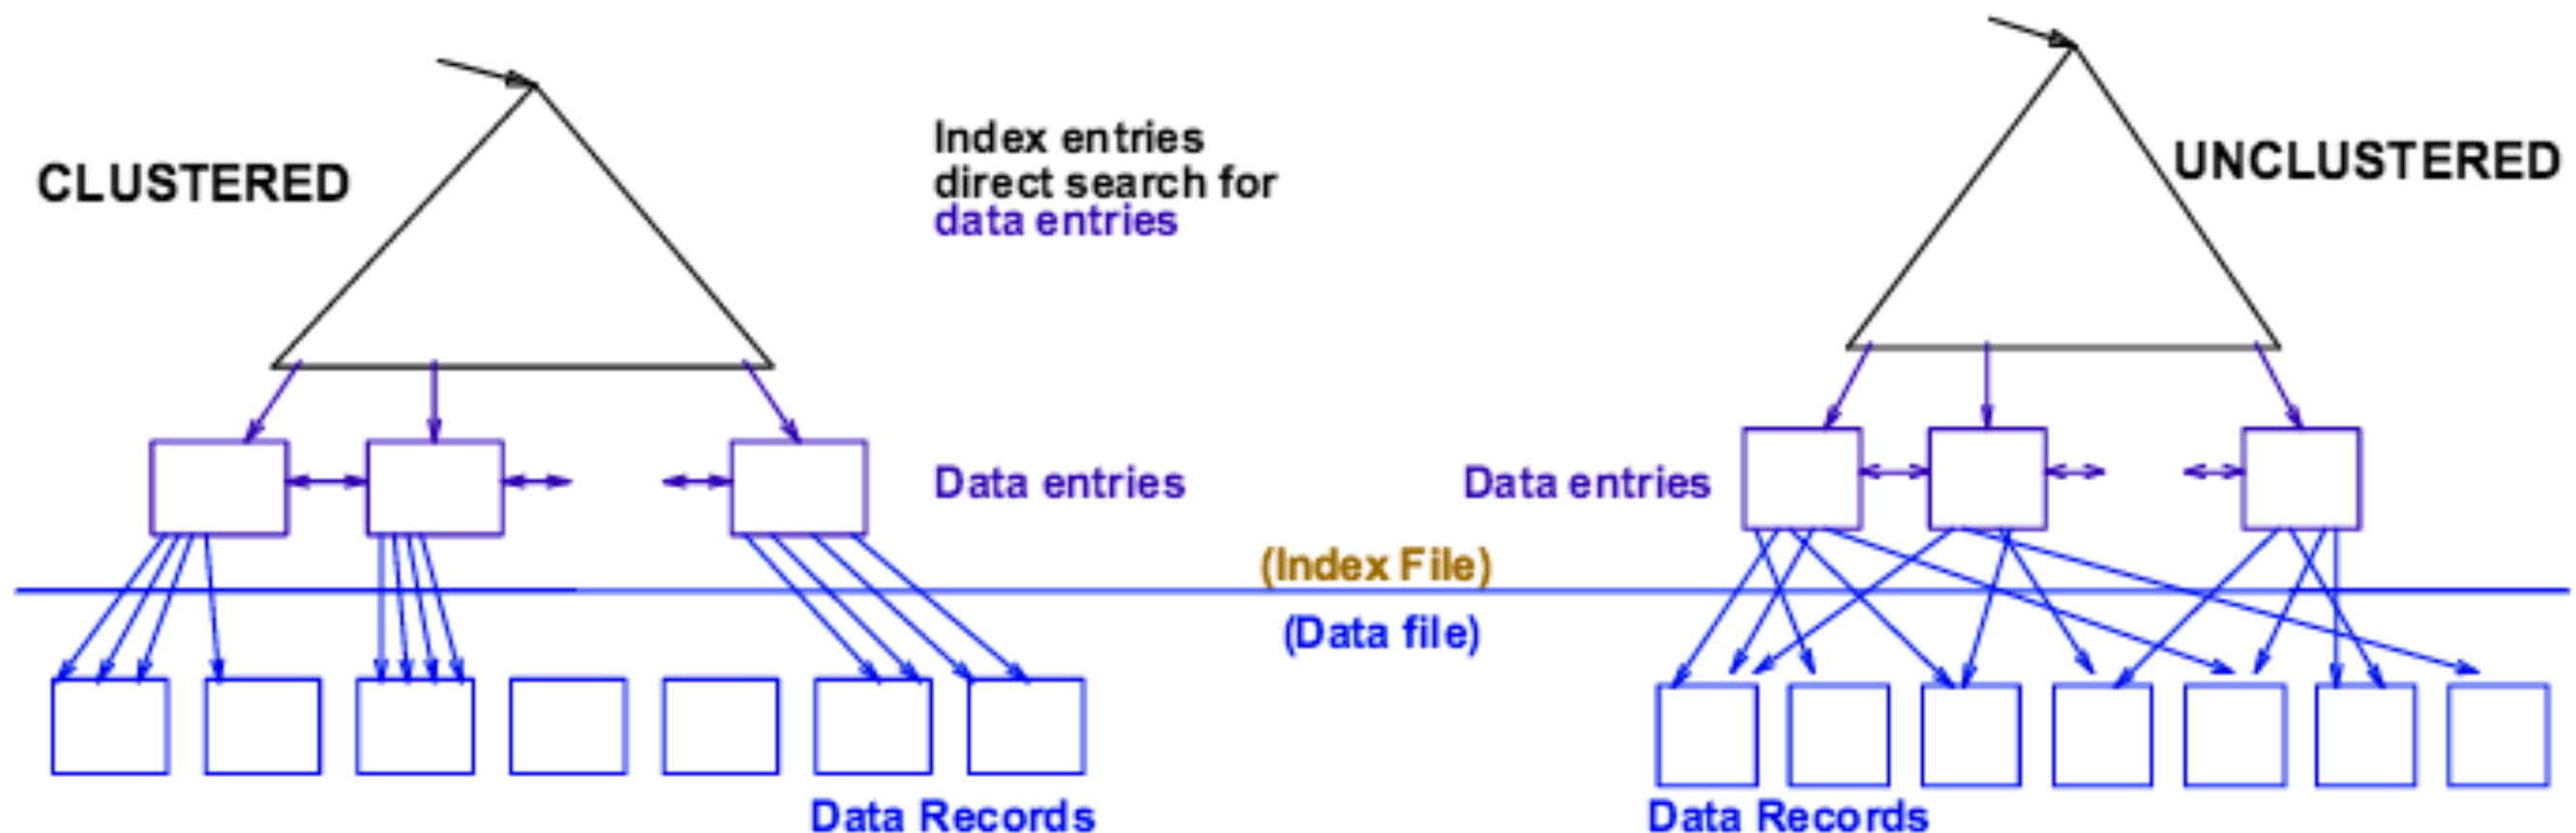 CLUSTERED
Index entries
direct search for
data entries
UNCLUSTERED
Data entries
Data entries
(Index File)
(Data file)
Data Records
Data Records